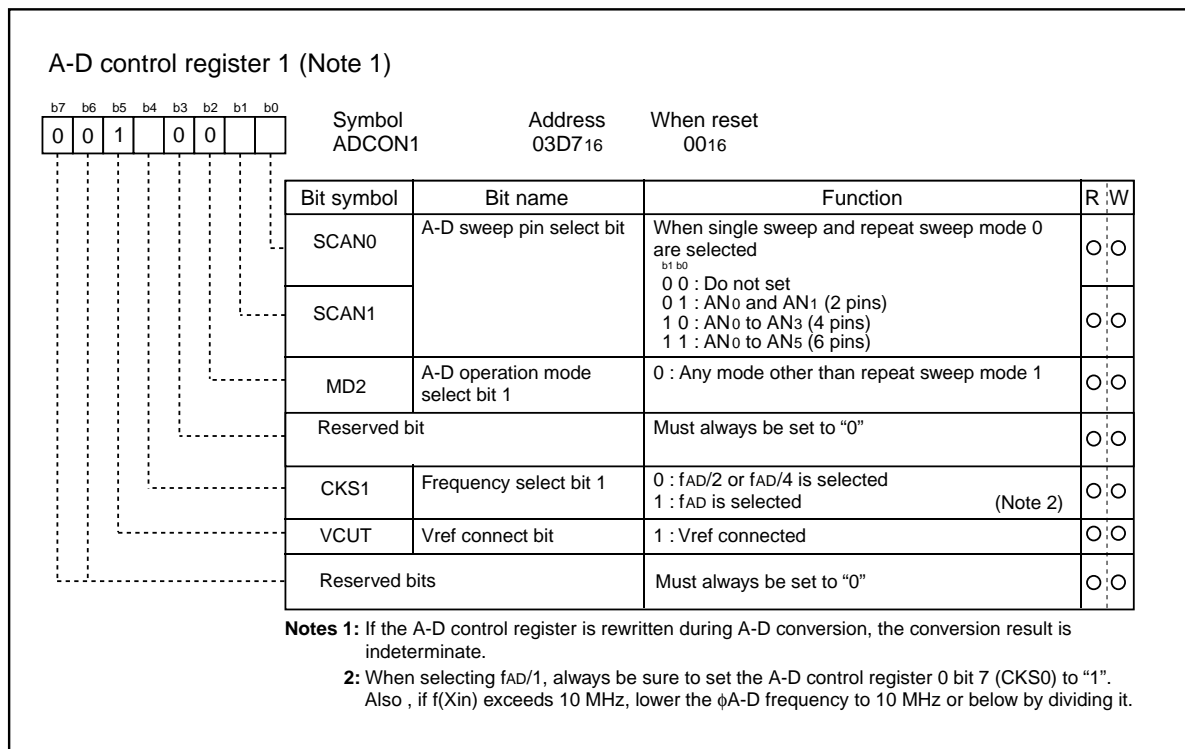 A-D control register 1 (Note 1)
b7 b6 b5 b4 b3 b2 b1 b0
0 0 1 0 0
Symbol Address When reset
ADCON1 03D716 0016
Bit symbol Bit name Function R W
SCAN0 A-D sweep pin select bit When single sweep and repeat sweep mode 0
are selected
b1 b0
0 0 : Do not set
0 1 : AN0 and AN1 (2 pins)
SCAN1
1 0 : AN0 to AN3 (4 pins)
1 1 : AN0 to AN5 (6 pins)
MD2 A-D operation mode
select bit 1
0 : Any mode other than repeat sweep mode 1
Reserved bit Must always be set to “0”
CKS1 Frequency select bit 1 0 : fAD/2 or fAD/4 is selected
1 : fAD is selected (Note 2)
VCUT Vref connect bit 1 : Vref connected
Reserved bits Must always be set to “0”
Notes 1: If the A-D control register is rewritten during A-D conversion, the conversion result is
indeterminate.
2: When selecting fAD/1, always be sure to set the A-D control register 0 bit 7 (CKS0) to “1”.
Also , if f(Xin) exceeds 10 MHz, lower the ϕA-D frequency to 10 MHz or below by dividing it.